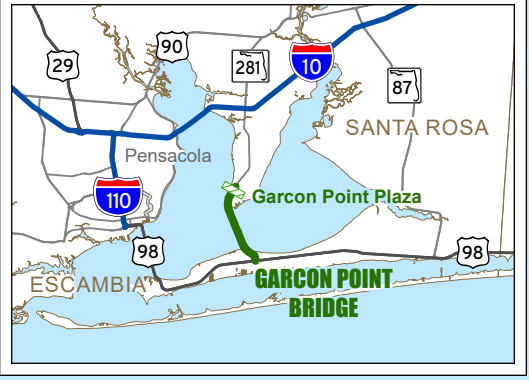 90
29
281
10
87
SANTA ROSA
Pensacola
110
Garcon Point Plaza
98
98
ESCAMBIA
GARCON POINT
BRIDGE